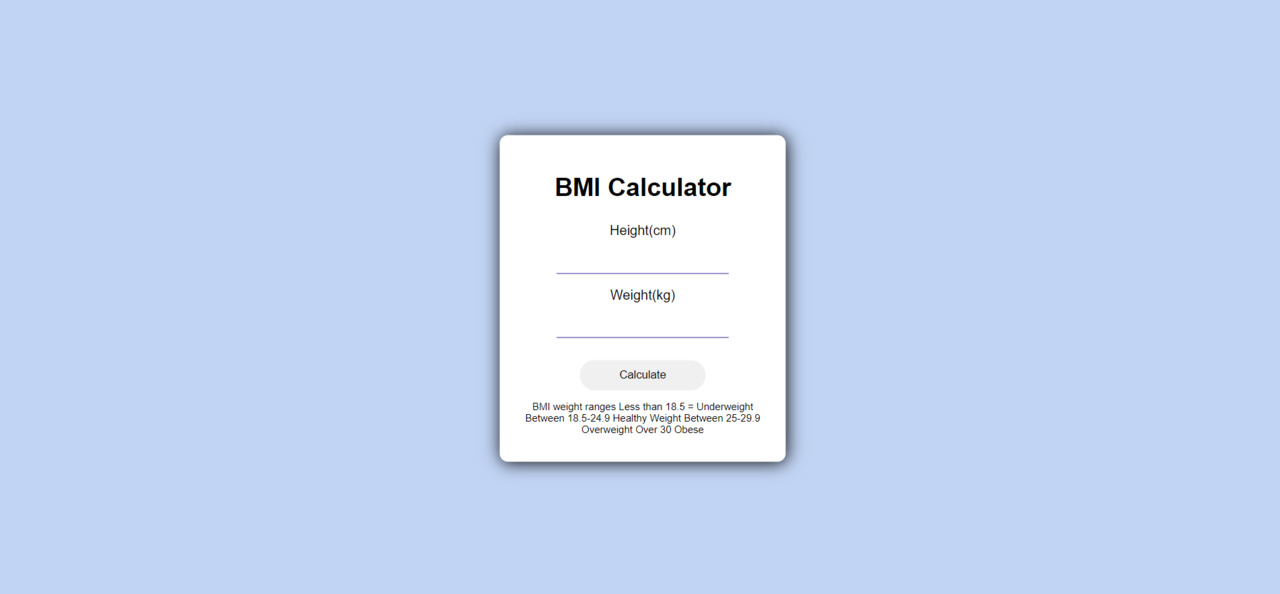 BMI Calculator
Height(cm)
Weight(kg)
Calculate
BMI weight ranges Less than 18.5 = Underweight
Between 18.5-24.9 Healthy Weight Between 25-29.9
Overweight Over 30 Obese